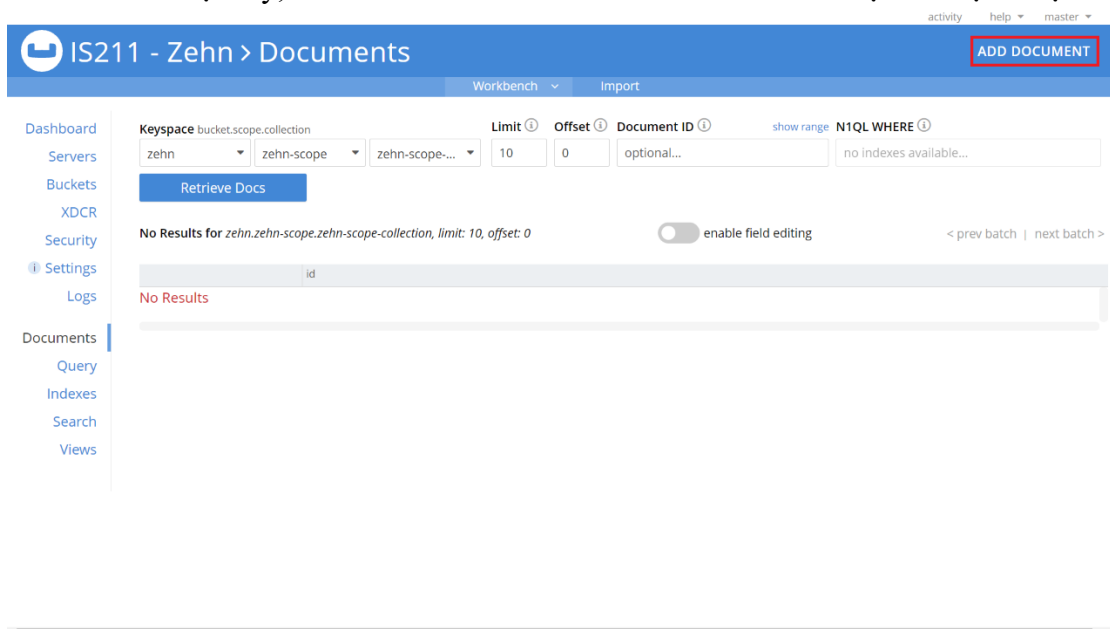 activity help master
IS211 - Zehn > Documents ADD DOCUMENT
Workbench Import
Dashboard
Servers
Buckets
XDCR
Security
Settings
Logs
Documents
Query
Indexes
Search
Views
Keyspace bucket.scope.collection Limit Offset Document ID show range N1QL WHERE
zehn zehn-scope zehn-scope-... 10 0 optional... no indexes available...
Retrieve Docs
No Results for zehn.zehn-scope.zehn-scope-collection, limit: 10, offset: 0 enable field editing < prev batch | next batch >
id
No Results